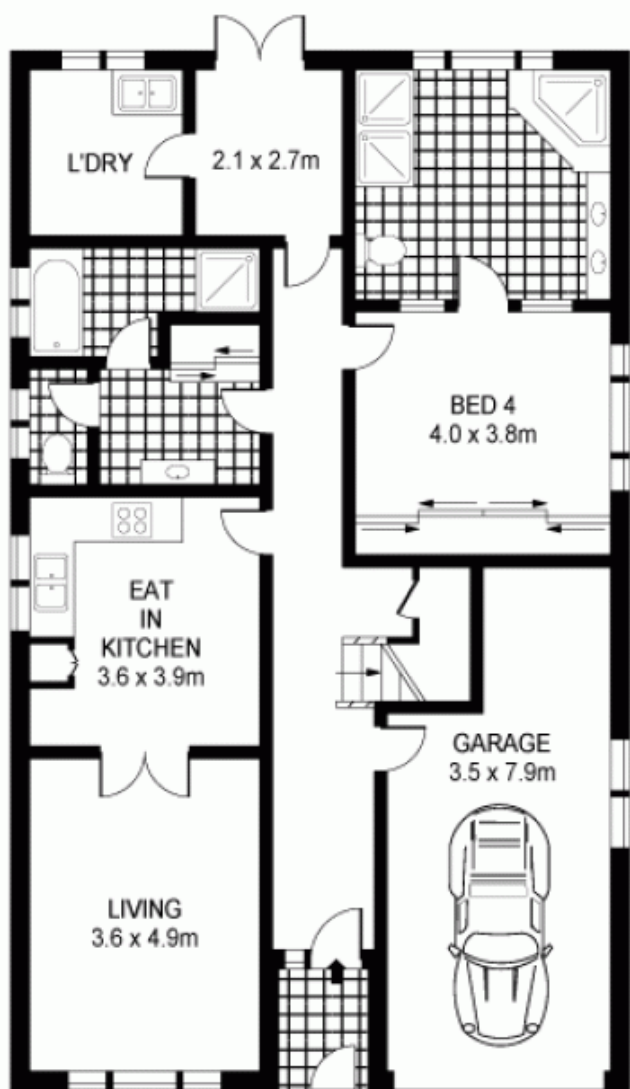 L'DRY
2.1 x 2.7m
BED 4
4.0 x 3.8m
EAT
IN
KITCHEN
3.6 x 3.9m
GARAGE
3.5 x 7.9m
LIVING
3.6 x 4.9m